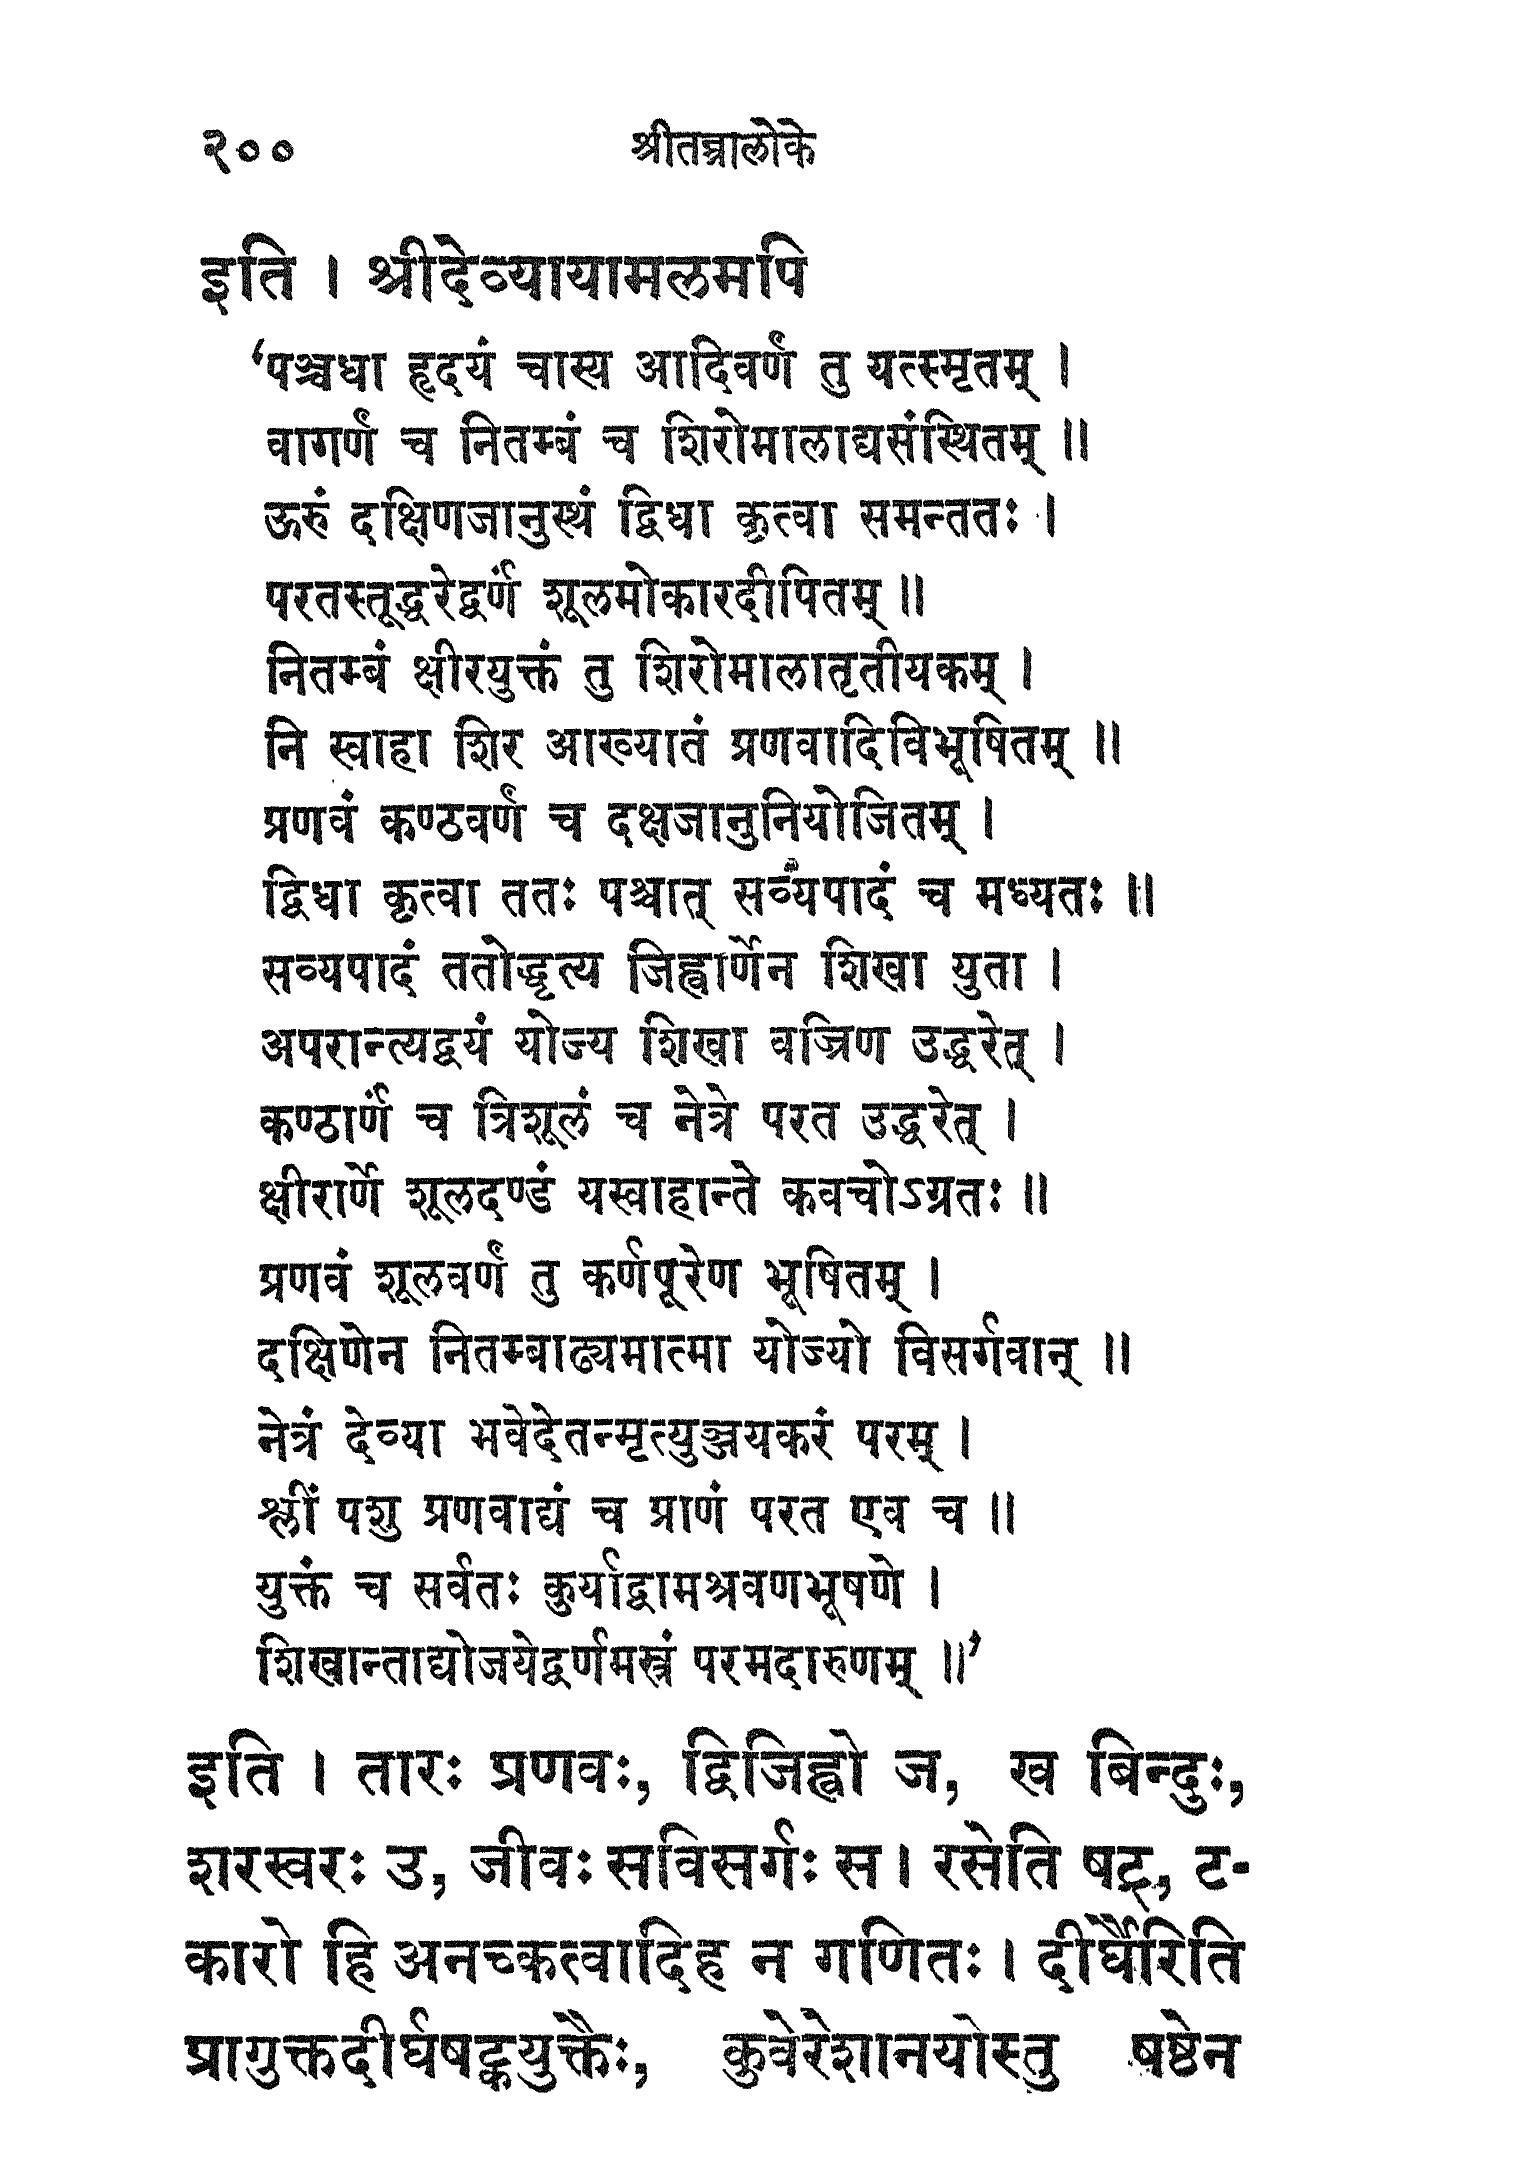 २०० श्रीतन्त्रालोके
इति । श्रीदेव्यायामलमपि
‘पञ्चधा हृदयं चास्य आदिवर्णं तु यत्स्मृतम् ।
वागर्णं च नितम्बं च शिरोमालाद्यसंस्थितम् ॥
ऊरुं दक्षिणजानुस्थं द्विधा कृत्वा समन्ततः ।
परतस्तूद्धरेद्वर्णं शूलमोकारदीपितम् ॥
नितम्बं क्षीरयुक्तं तु शिरोमालातृतीयकम् ।
नि स्वाहा शिर आख्यातं प्रणवादिविभूषितम् ॥
प्रणवं कण्ठवर्णं च दक्षजानुनियोजितम् ।
द्विधा कृत्वा ततः पश्चात् सव्यंपादं च मध्यतः ॥
सव्यपादं ततोद्धृत्य जिह्वार्णेन शिखा युता ।
अपरान्त्यद्वयं योज्य शिखा वज्रिण उद्धरेत् ।
कण्ठार्णं च त्रिशूलं च नेत्रे परत उद्धरेत् ।
क्षीरार्णे शूलदण्डं यस्वाहान्ते कवचोऽग्रतः ॥
प्रणवं शूलवर्णं तु कर्णपूरेण भूषितम् ।
दक्षिणेन नितम्बाढ्यमात्मा योज्यो विसर्गवान् ॥
नेत्रं देव्या भवेदेतन्मृत्युञ्जयकरं परम् ।
श्लीं पशु प्रणवाद्यं च प्राणं परत एव च ॥
युक्तं च सर्वतः कुर्याद्वामश्रवणभूषणे ।
शिखान्ताद्योजयेद्वर्णमस्त्रं परमदारुणम् ॥’
इति । तारः प्रणवः, द्विजिह्वो ज, ख बिन्दुः,
शरस्वरः उ, जीवः सविसर्गः स । रसेति षट्, ट-
कारो हि अनच्कत्वादिह न गणितः । दीर्घैरिति
प्रागुक्तदीर्घषट्कयुक्तैः, कुवेरेशानयोस्तु षष्ठेन